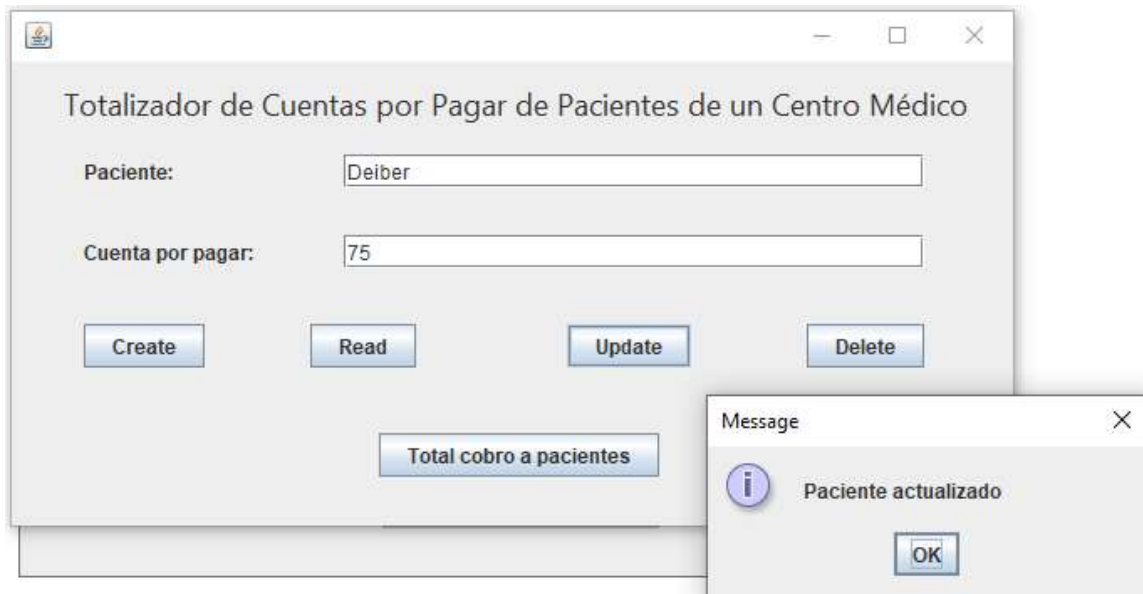 Totalizador de Cuentas por Pagar de Pacientes de un Centro Médico
Paciente: Deiber
Cuenta por pagar: 75
Create Read Update Delete
Total cobro a pacientes
Message
Paciente actualizado
OK